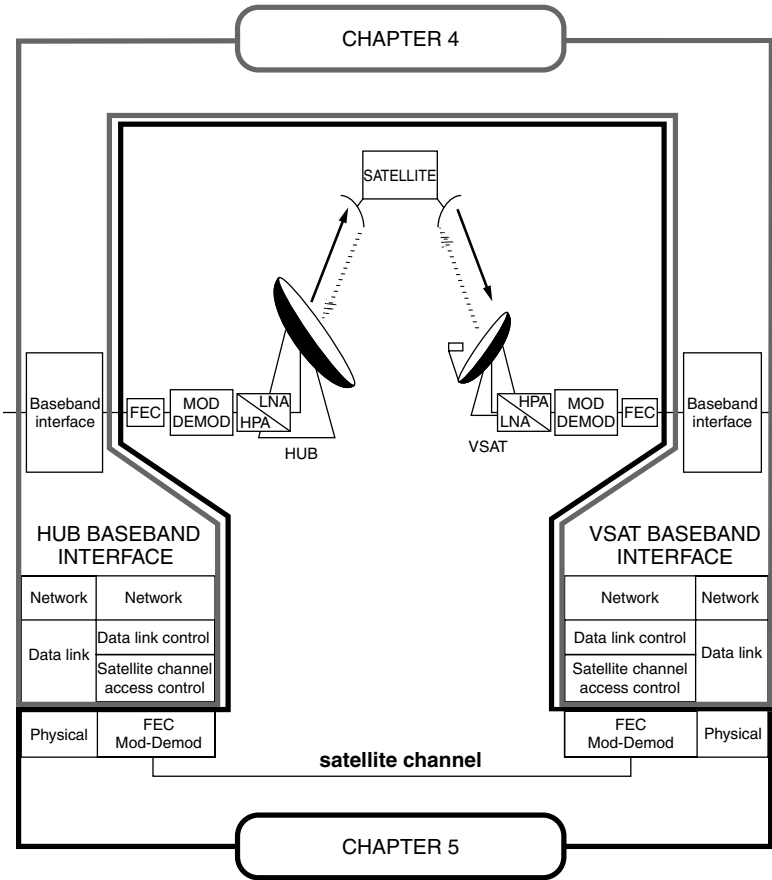 CHAPTER 4
SATELLITE
Baseband
interface
FEC
MOD
DEMOD
LNA
HPA
HUB
VSAT
HPA
LNA
MOD
DEMOD
FEC
Baseband
interface
HUB BASEBAND
INTERFACE
Network
Network
Data link
Data link control
Satellite channel
access control
Physical
FEC
Mod-Demod
VSAT BASEBAND
INTERFACE
Network
Network
Data link control
Satellite channel
access control
Data link
FEC
Mod-Demod
Physical
satellite channel
CHAPTER 5